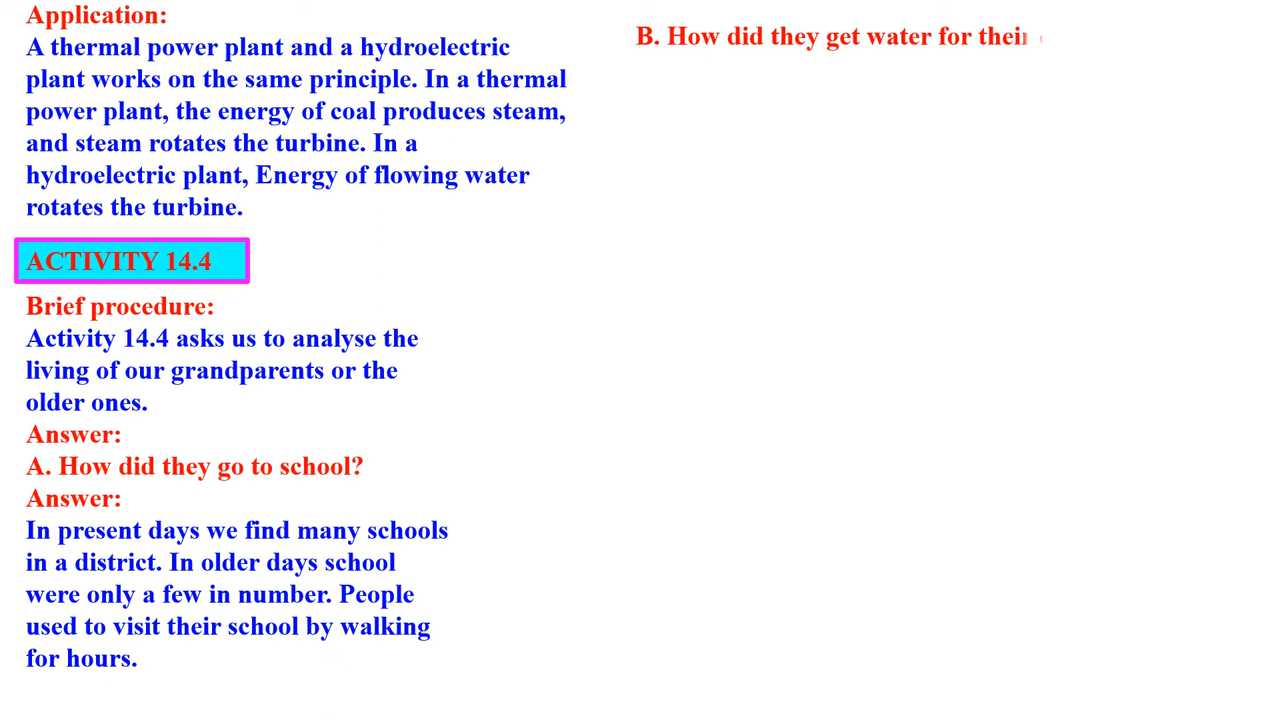 Application:
A thermal power plant and a hydroelectric
plant works on the same principle. In a thermal
power plant, the energy of coal produces steam,
and steam rotates the turbine. In a
hydroelectric plant, Energy of flowing water
rotates the turbine.
ACTIVITY 14.4
Brief procedure:
Activity 14.4 asks us to analyse the
living of our grandparents or the
older ones.
Answer:
A. How did they go to school?
Answer:
In present days we find many schools
in a district. In older days school
were only a few in number. People
used to visit their school by walking
for hours.
B. How did they get water for their